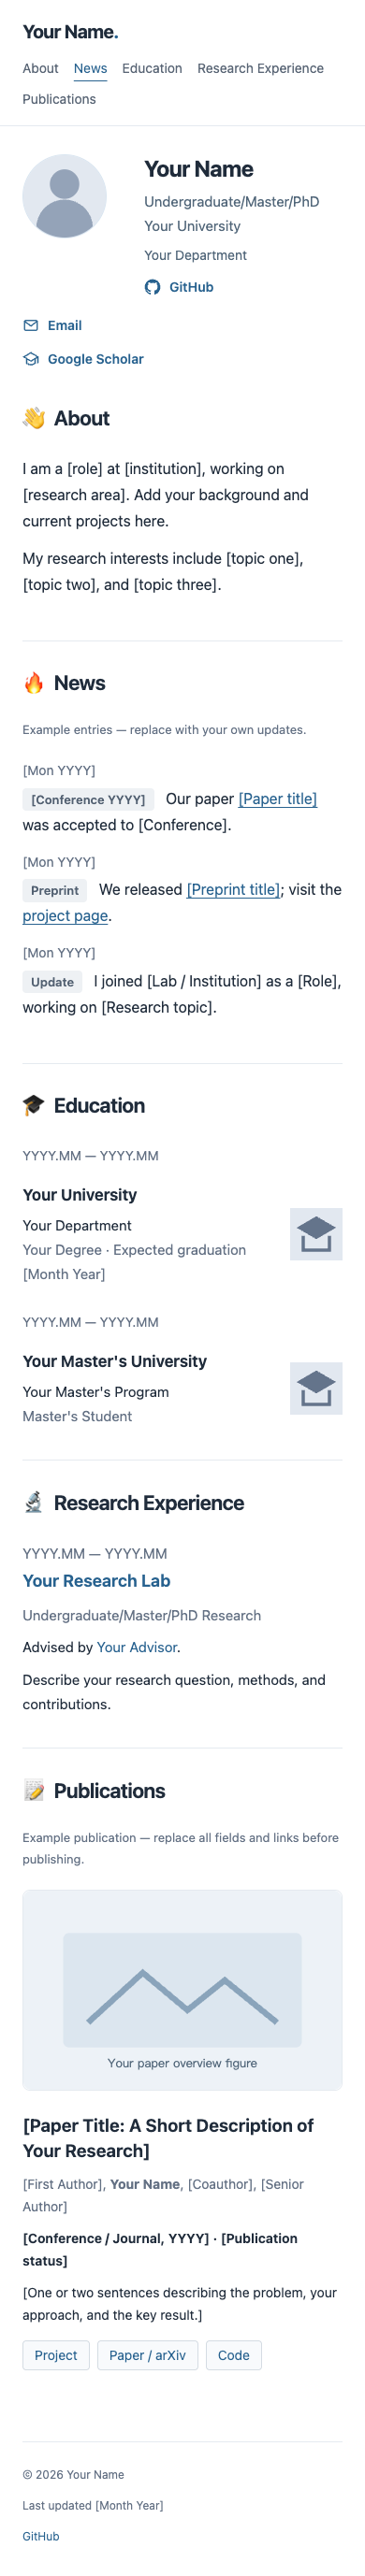 Your Name.
About News Education Research Experience
Publications
Your Name
Undergraduate/Master/PhD
Your University
Your Department
GitHub
Email
Google Scholar
👋 About
I am a [role] at [institution], working on
[research area]. Add your background and
current projects here.
My research interests include [topic one],
[topic two], and [topic three].
🔥 News
Example entries — replace with your own updates.
[Mon YYYY]
[Conference YYYY] Our paper [Paper title]
was accepted to [Conference].
[Mon YYYY]
Preprint We released [Preprint title]; visit the
project page.
[Mon YYYY]
Update I joined [Lab / Institution] as a [Role],
working on [Research topic].
🎓 Education
YYYY.MM — YYYY.MM
Your University
Your Department
Your Degree · Expected graduation
[Month Year]
YYYY.MM — YYYY.MM
Your Master's University
Your Master's Program
Master's Student
🔬 Research Experience
YYYY.MM — YYYY.MM
Your Research Lab
Undergraduate/Master/PhD Research
Advised by Your Advisor.
Describe your research question, methods, and
contributions.
📝 Publications
Example publication — replace all fields and links before
publishing.
Your paper overview figure
[Paper Title: A Short Description of
Your Research]
[First Author], Your Name, [Coauthor], [Senior
Author]
[Conference / Journal, YYYY] · [Publication
status]
[One or two sentences describing the problem, your
approach, and the key result.]
Project Paper / arXiv Code
© 2026 Your Name
Last updated [Month Year]
GitHub